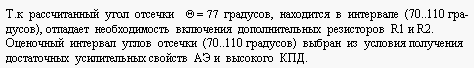 Т.к рассчитанный угол отсечки Θ = 77 градусов, находится в интервале (70..110 гра-
дусов), отпадает необходимость включения дополнительных резисторов R1 и R2.
Оценочный интервал углов отсечки (70..110 градусов) выбран из условия получения
достаточных усилительных свойств АЭ и высокого КПД.